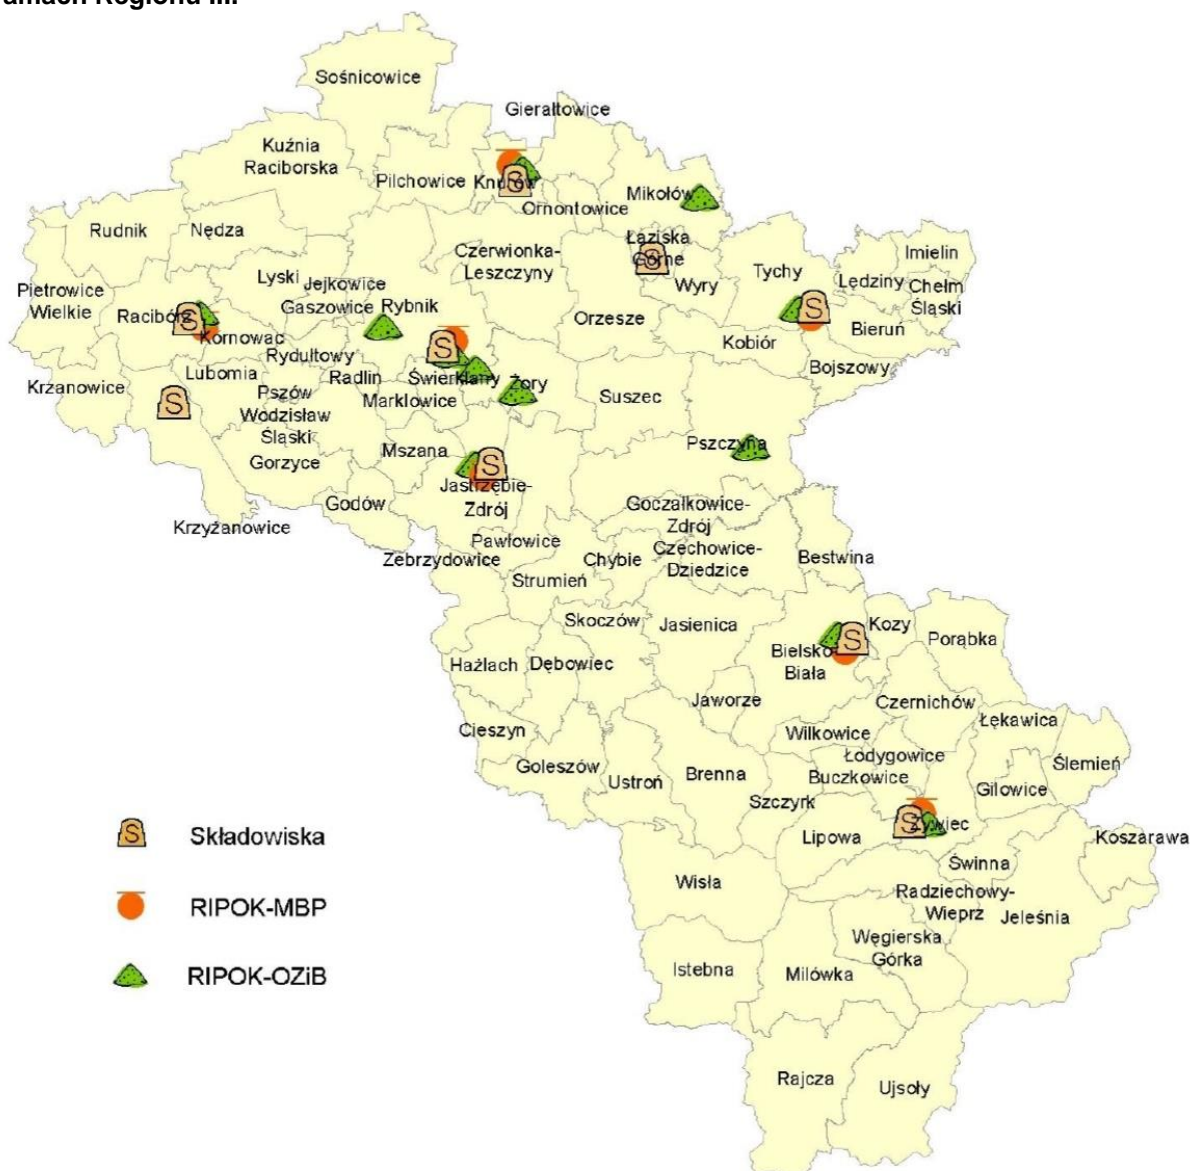 ramach Regionu III.
Sośnicowice
Gierałtowice
Kuźnia
Raciborska
Pilchowice
Knurów
Mikołów
Ornontowice
Rudnik
Nędza
Czerwionka-
Leszczyny
Łaziska
Górne
Imielin
Tychy
Lędziny
Chełm
Śląski
Lyski
Jejkowice
Wyry
Pietrowice
Wielkie
Gaszowice
Rybnik
Racibórz
Orzesze
Bieruń
Kornowac
Kobiór
Rydułtowy
Bojszowy
Lubomia
Radlin
Świerklany
Żory
Krzanowice
Pszów
Marklowice
Suszec
Wodzisław
Śląski
Pszczyna
Mszana
Gorzyce
Jastrzębie-
Zdrój
Godów
Goczałkowice-
Zdrój
Krzyżanowice
Pawłowice
Zebrzydowice
Chybie
Czechowice-
Dziedzice
Bestwina
Strumień
Skoczów
Jasienica
Kozy
Porąbka
Hażlach
Dębowiec
Bielsko-
Biała
Jaworze
Czernichów
Łękawica
Cieszyn
Wilkowice
Łodygowice
Ślemień
Goleszów
Ustroń
Brenna
Buczkowice
Gilowice
Szczyrk
Żywiec
Lipowa
Koszarawa
Świnna
Wisła
Radziechowy-
Wieprz
Jeleśnia
Węgierska
Górka
Istebna
Milówka
Rajcza
Ujsoły
S
S
S
S
S
S
S
S
S
S Składowiska
RIPOK-MBP
RIPOK-OZiB